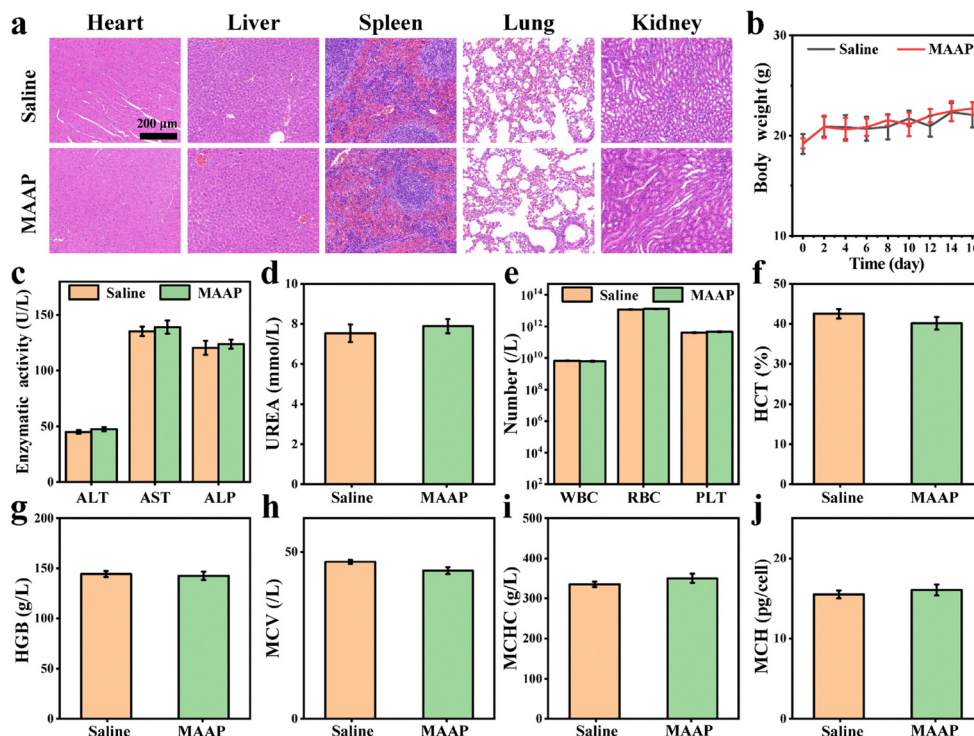 a
Heart
Liver
Spleen
Lung
Kidney
Saline
200 μm
MAAP
b
Saline
MAAP
Body weight (g)
30
20
10
0 2 4 6 8 10 12 14 16
Time (day)
c
Saline
MAAP
Enzymatic activity (U/L)
150
100
50
0
ALT AST ALP
d
UREA (mmol/L)
10
8
6
4
2
0
Saline MAAP
e
Saline
MAAP
Number (/L)
10^14
10^12
10^10
10^8
10^6
10^4
10^2
WBC RBC PLT
f
HCT (%)
50
40
30
20
10
0
Saline MAAP
g
HGB (g/L)
200
150
100
50
0
Saline MAAP
h
MCV (/L)
50
0
Saline MAAP
i
MCHC (g/L)
500
400
300
200
100
0
Saline MAAP
j
MCH (pg/cell)
20
10
0
Saline MAAP